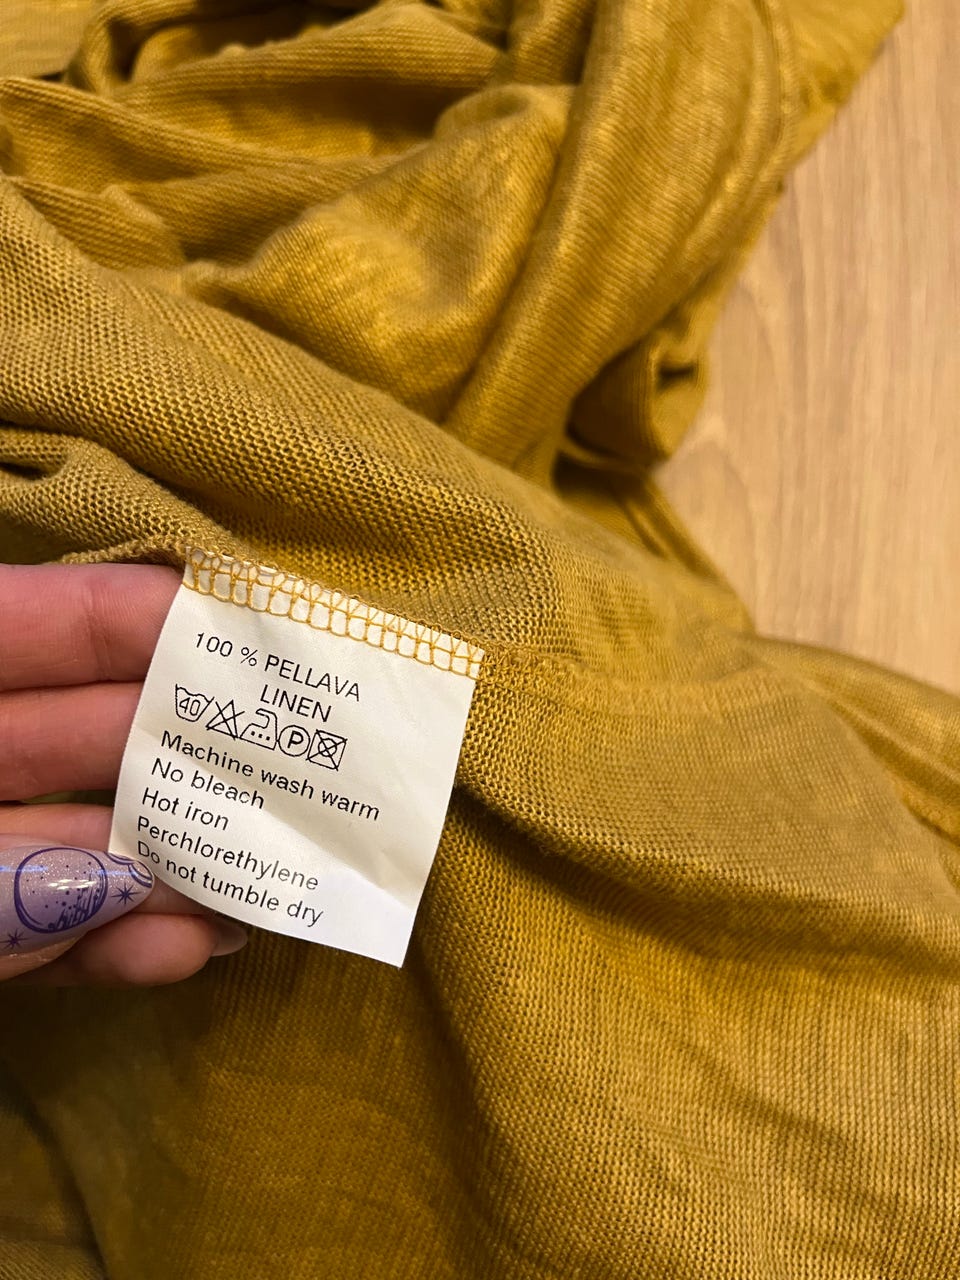 100 % PELLAVA
LINEN
40 P
Machine wash warm
No bleach
Hot iron
Perchlorethylene
Do not tumble dry